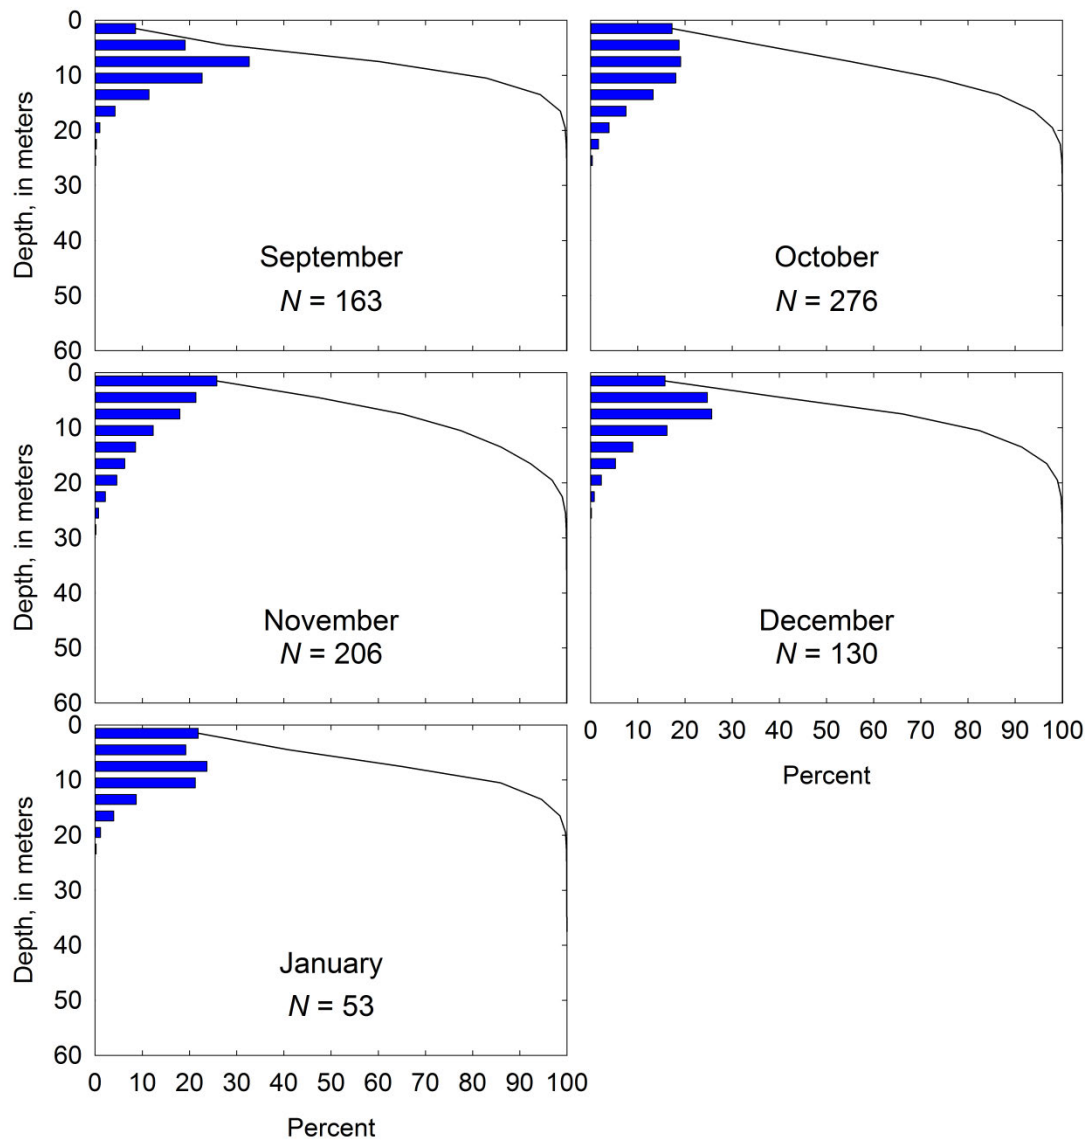 0
10
20
30
40
50
60
Depth, in meters
September
N = 163
October
N = 276
0
10
20
30
40
50
60
Depth, in meters
November
N = 206
December
N = 130
0 10 20 30 40 50 60 70 80 90 100
Percent
0
10
20
30
40
50
60
Depth, in meters
January
N = 53
0 10 20 30 40 50 60 70 80 90 100
Percent